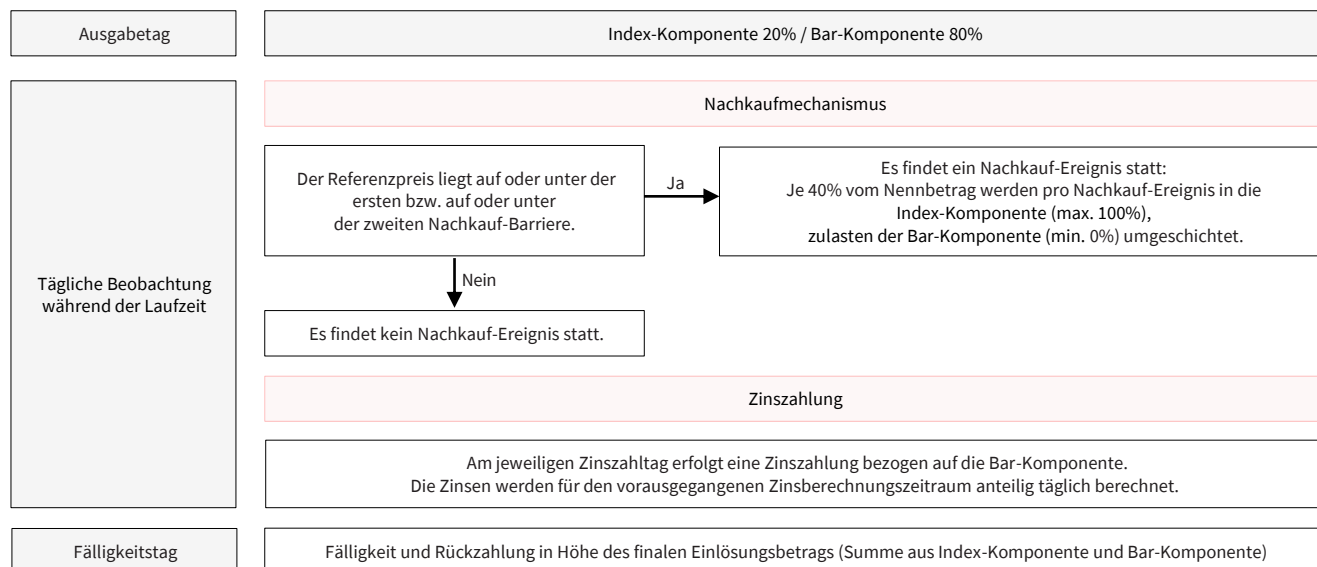 Ausgabetag
Index-Komponente 20% / Bar-Komponente 80%
Tägliche Beobachtung
während der Laufzeit
Nachkaufmechanismus
Der Referenzpreis liegt auf oder unter der
ersten bzw. auf oder unter
der zweiten Nachkauf-Barriere.
Ja
Es findet ein Nachkauf-Ereignis statt:
Je 40% vom Nennbetrag werden pro Nachkauf-Ereignis in die
Index-Komponente (max. 100%),
zulasten der Bar-Komponente (min. 0%) umgeschichtet.
Nein
Es findet kein Nachkauf-Ereignis statt.
Zinszahlung
Am jeweiligen Zinszahltag erfolgt eine Zinszahlung bezogen auf die Bar-Komponente.
Die Zinsen werden für den vorausgegangenen Zinsberechnungszeitraum anteilig täglich berechnet.
Fälligkeitstag
Fälligkeit und Rückzahlung in Höhe des finalen Einlösungsbetrags (Summe aus Index-Komponente und Bar-Komponente)